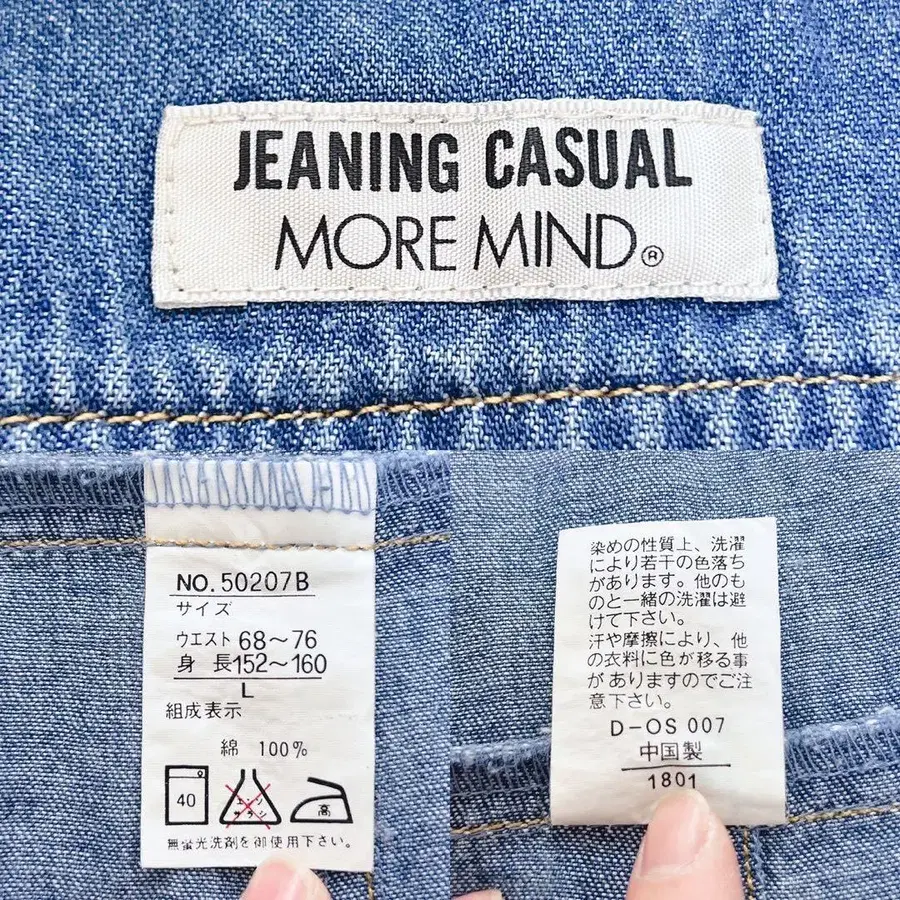 JEANING CASUAL
MORE MIND®
NO.50207B
サイズ
ウエスト 68～76
身 長152～160
L
組成表示
綿 100%
40
エンソ
サラシ
高
無蛍光洗剤を御使用下さい。
染めの性質上、洗濯
により若干の色落ち
があります。他のも
のと一緒の洗濯は避
けて下さい。
汗や摩擦により、他
の衣料に色が移る事
がありますのでご注
意下さい。
D-OS 007
中国製
1801